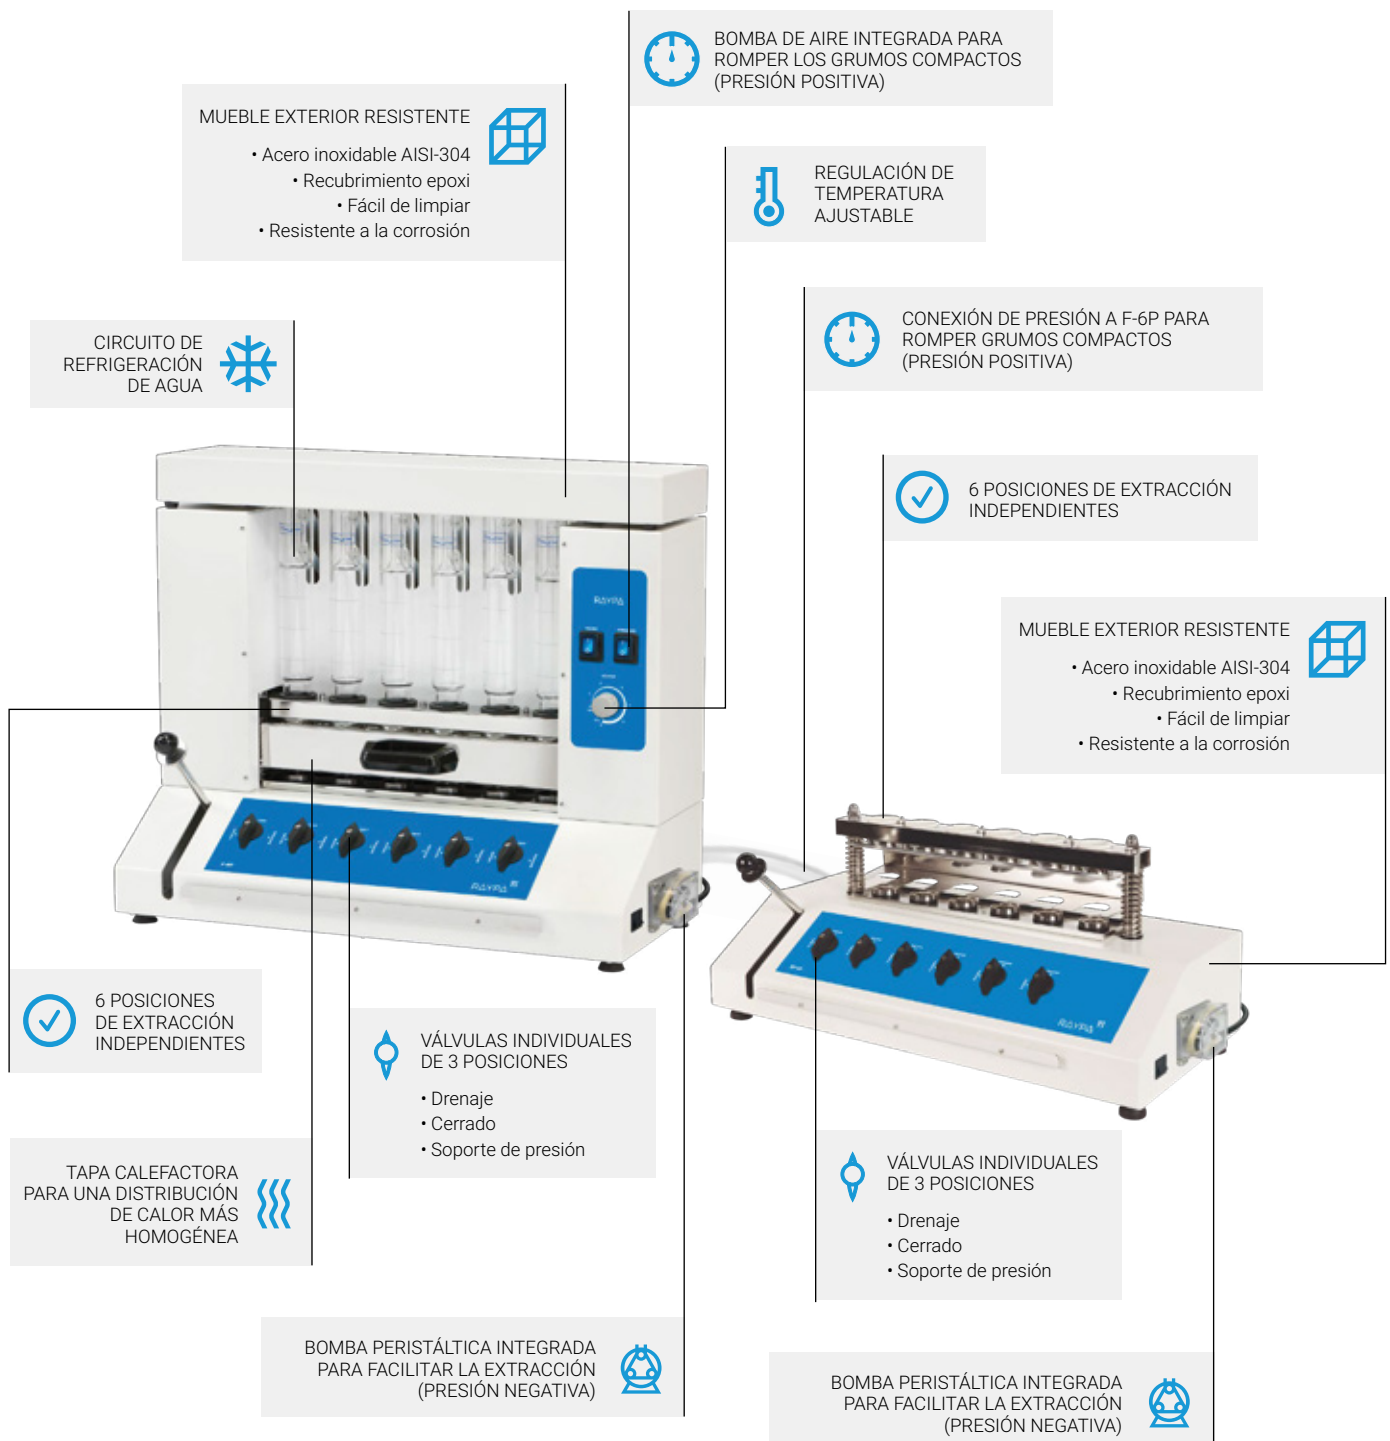 BOMBA DE AIRE INTEGRADA PARA
ROMPER LOS GRUMOS COMPACTOS
(PRESIÓN POSITIVA)
MUEBLE EXTERIOR RESISTENTE
• Acero inoxidable AISI-304
• Recubrimiento epoxi
• Fácil de limpiar
• Resistente a la corrosión
REGULACIÓN DE
TEMPERATURA
AJUSTABLE
CIRCUITO DE
REFRIGERACIÓN
DE AGUA
CONEXIÓN DE PRESIÓN A F-6P PARA
ROMPER GRUMOS COMPACTOS
(PRESIÓN POSITIVA)
6 POSICIONES DE EXTRACCIÓN
INDEPENDIENTES
MUEBLE EXTERIOR RESISTENTE
• Acero inoxidable AISI-304
• Recubrimiento epoxi
• Fácil de limpiar
• Resistente a la corrosión
RAYPA
RAYPA
RAYPA
6 POSICIONES
DE EXTRACCIÓN
INDEPENDIENTES
VÁLVULAS INDIVIDUALES
DE 3 POSICIONES
• Drenaje
• Cerrado
• Soporte de presión
TAPA CALEFACTORA
PARA UNA DISTRIBUCIÓN
DE CALOR MÁS
HOMOGÉNEA
VÁLVULAS INDIVIDUALES
DE 3 POSICIONES
• Drenaje
• Cerrado
• Soporte de presión
BOMBA PERISTÁLTICA INTEGRADA
PARA FACILITAR LA EXTRACCIÓN
(PRESIÓN NEGATIVA)
BOMBA PERISTÁLTICA INTEGRADA
PARA FACILITAR LA EXTRACCIÓN
(PRESIÓN NEGATIVA)